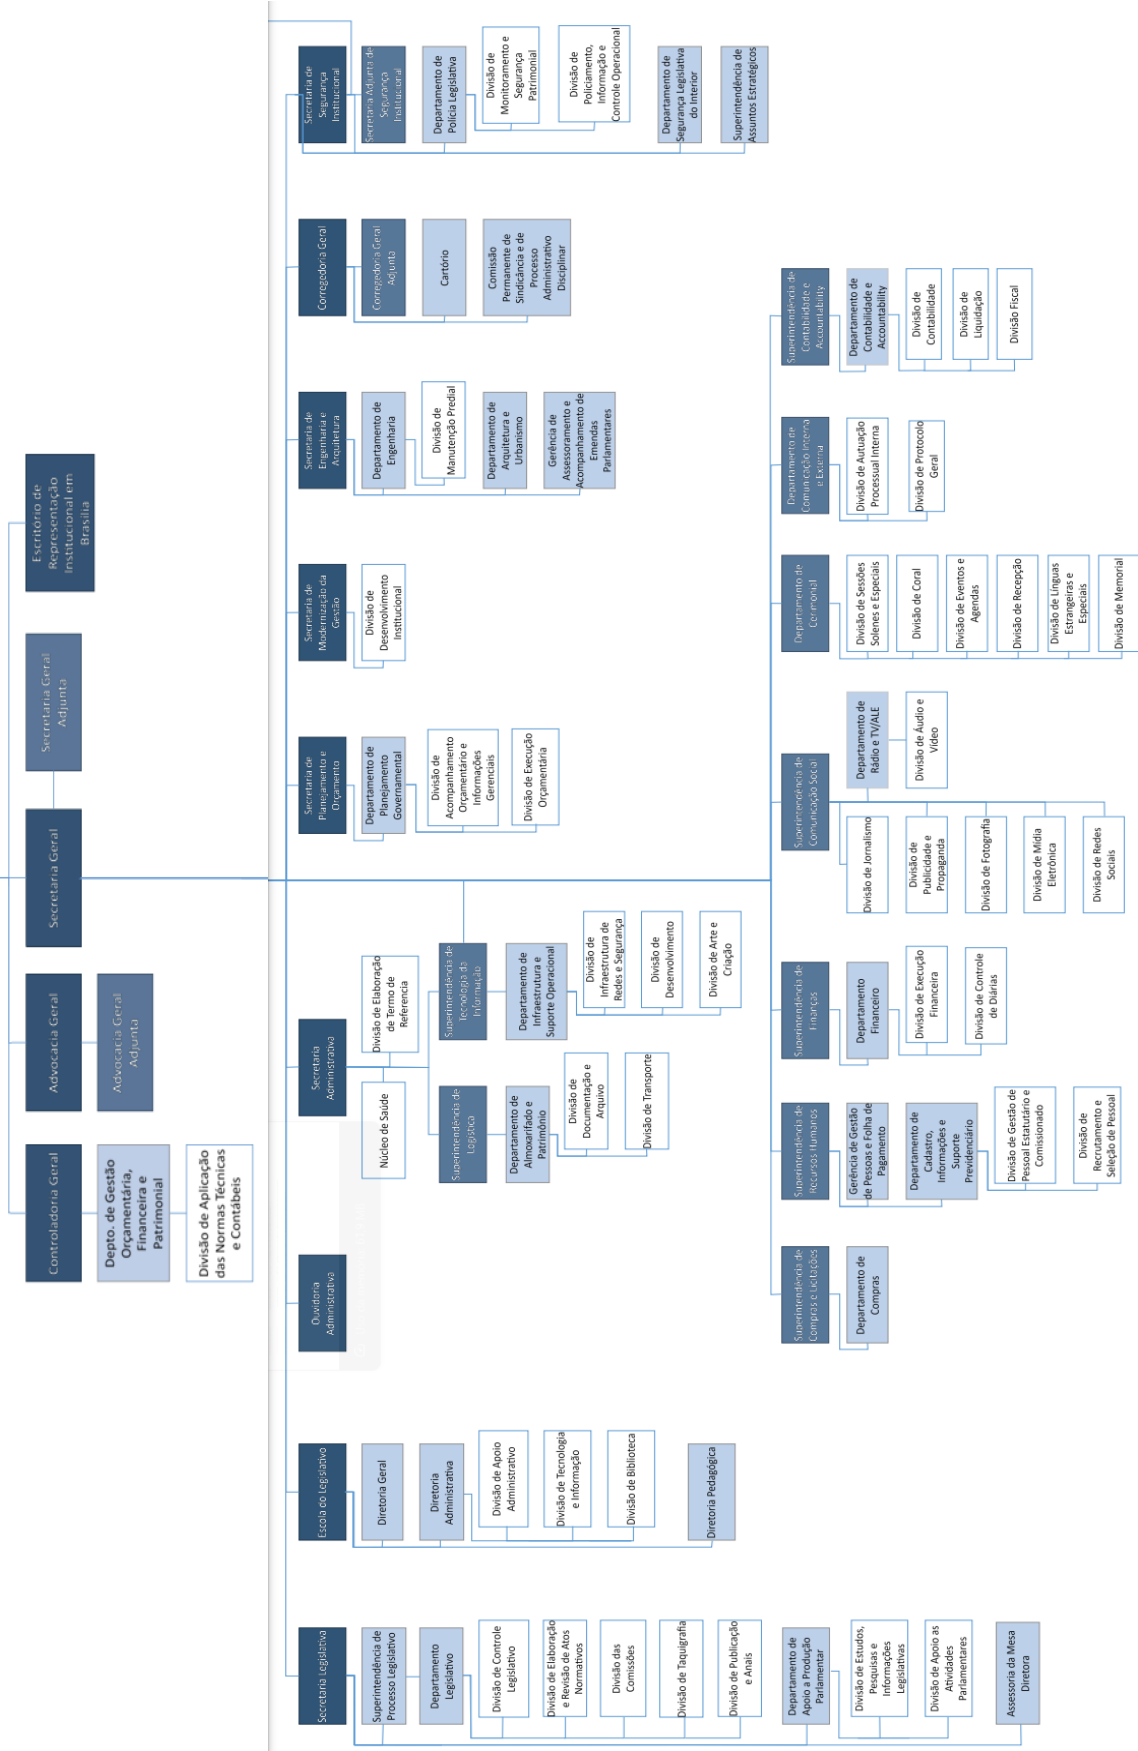 Controladoria Geral
Depto. de Gestão
Orçamentária,
Financeira e
Patrimonial
Divisão de Aplicação
das Normas Técnicas
e Contábeis
Advocacia Geral
Advocacia Geral
Adjunta
Secretaria Geral
Secretaria Geral
Adjunta
Escritório de
Representação
Institucional em
Brasília
Secretaria Legislativa
Superintendência de
Processo Legislativo
Departamento
Legislativo
Divisão de Controle
Legislativo
Divisão de Elaboração
e Revisão de Atos
Normativos
Divisão das
Comissões
Divisão de Taquigrafia
Divisão de Publicação
e Anais
Departamento de
Apoio a Produção
Parlamentar
Divisão de Estudos,
Pesquisas e
Informações
Legislativas
Divisão de Apoio as
Atividades
Parlamentares
Assessoria da Mesa
Diretora
Escola do Legislativo
Diretoria Geral
Diretoria
Administrativa
Divisão de Apoio
Administrativo
Divisão de Tecnologia
e Informação
Divisão de Biblioteca
Diretoria Pedagógica
Ouvidoria
Administrativa
Secretaria
Administrativa
Núcleo de Saúde
Divisão de Elaboração
de Termo de
Referencia
Superintendência de
Logística
Departamento de
Almoxarifado e
Patrimônio
Divisão de
Documentação e
Arquivo
Divisão de Transporte
Superintendência de
Tecnologia da
Informação
Departamento de
Infraestrutura e
Suporte Operacional
Divisão de
Infraestrutura de
Redes e Segurança
Divisão de
Desenvolvimento
Divisão de Arte e
Criação
Secretaria de
Planejamento e
Orçamento
Departamento de
Planejamento
Governamental
Divisão de
Acompanhamento
Orçamentário e
Informações
Gerenciais
Divisão de Execução
Orçamentária
Secretaria de
Modernização da
Gestão
Divisão de
Desenvolvimento
Institucional
Secretaria de
Engenharia e
Arquitetura
Departamento de
Engenharia
Divisão de
Manutenção Predial
Departamento de
Arquitetura e
Urbanismo
Gerência de
Assessoramento e
Acompanhamento de
Emendas
Parlamentares
Corregedoria Geral
Corregedoria Geral
Adjunta
Cartório
Comissão
Permanente de
Sindicância e de
Processo
Administrativo
Disciplinar
Secretaria de
Segurança
Institucional
Secretaria Adjunta de
Segurança
Institucional
Departamento de
Polícia Legislativa
Divisão de
Monitoramento e
Segurança
Patrimonial
Divisão de
Policiamento,
Informação e
Controle Operacional
Departamento de
Segurança Legislativa
do Interior
Superintendência de
Assuntos Estratégicos
Superintendência de
Compras e Licitações
Departamento de
Compras
Superintendência de
Recursos Humanos
Gerência de Gestão
de Pessoas e Folha de
Pagamento
Departamento de
Cadastro,
Informações e
Suporte
Previdenciário
Divisão de Gestão de
Pessoal Estatutário e
Comissionado
Divisão de
Recrutamento e
Seleção de Pessoal
Superintendência de
Finanças
Departamento
Financeiro
Divisão de Execução
Financeira
Divisão de Controle
de Diárias
Superintendência de
Comunicação Social
Divisão de Jornalismo
Divisão de
Publicidade e
Propaganda
Divisão de Fotografia
Divisão de Mídia
Eletrônica
Divisão de Redes
Sociais
Departamento de
Rádio e TV/ALE
Divisão de Áudio e
Vídeo
Departamento de
Cerimonial
Divisão de Sessões
Solenes e Especiais
Divisão de Coral
Divisão de Eventos e
Agendas
Divisão de Recepção
Divisão de Línguas
Estrangeiras e
Especiais
Divisão de Memorial
Departamento de
Comunicação Interna
e Externa
Divisão de Autuação
Processual Interna
Divisão de Protocolo
Geral
Superintendência de
Contabilidade e
Accountability
Departamento de
Contabilidade e
Accountability
Divisão de
Contabilidade
Divisão de
Liquidação
Divisão Fiscal